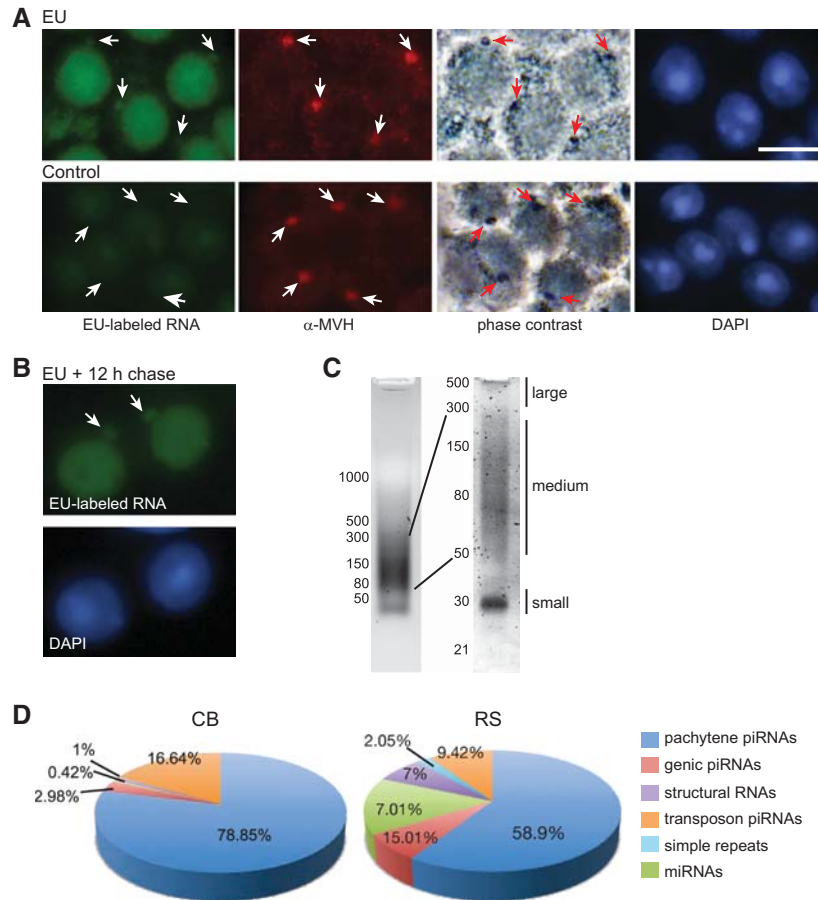 A
EU
Control
EU-labeled RNA
α-MVH
phase contrast
DAPI
B
EU + 12 h chase
EU-labeled RNA
DAPI
C
1000
500
300
150
80
50
500
300
150
80
50
30
21
large
medium
small
D
CB
1%
0.42%
2.98%
16.64%
78.85%
RS
2.05%
9.42%
7%
7.01%
15.01%
58.9%
pachytene piRNAs
genic piRNAs
structural RNAs
transposon piRNAs
simple repeats
miRNAs